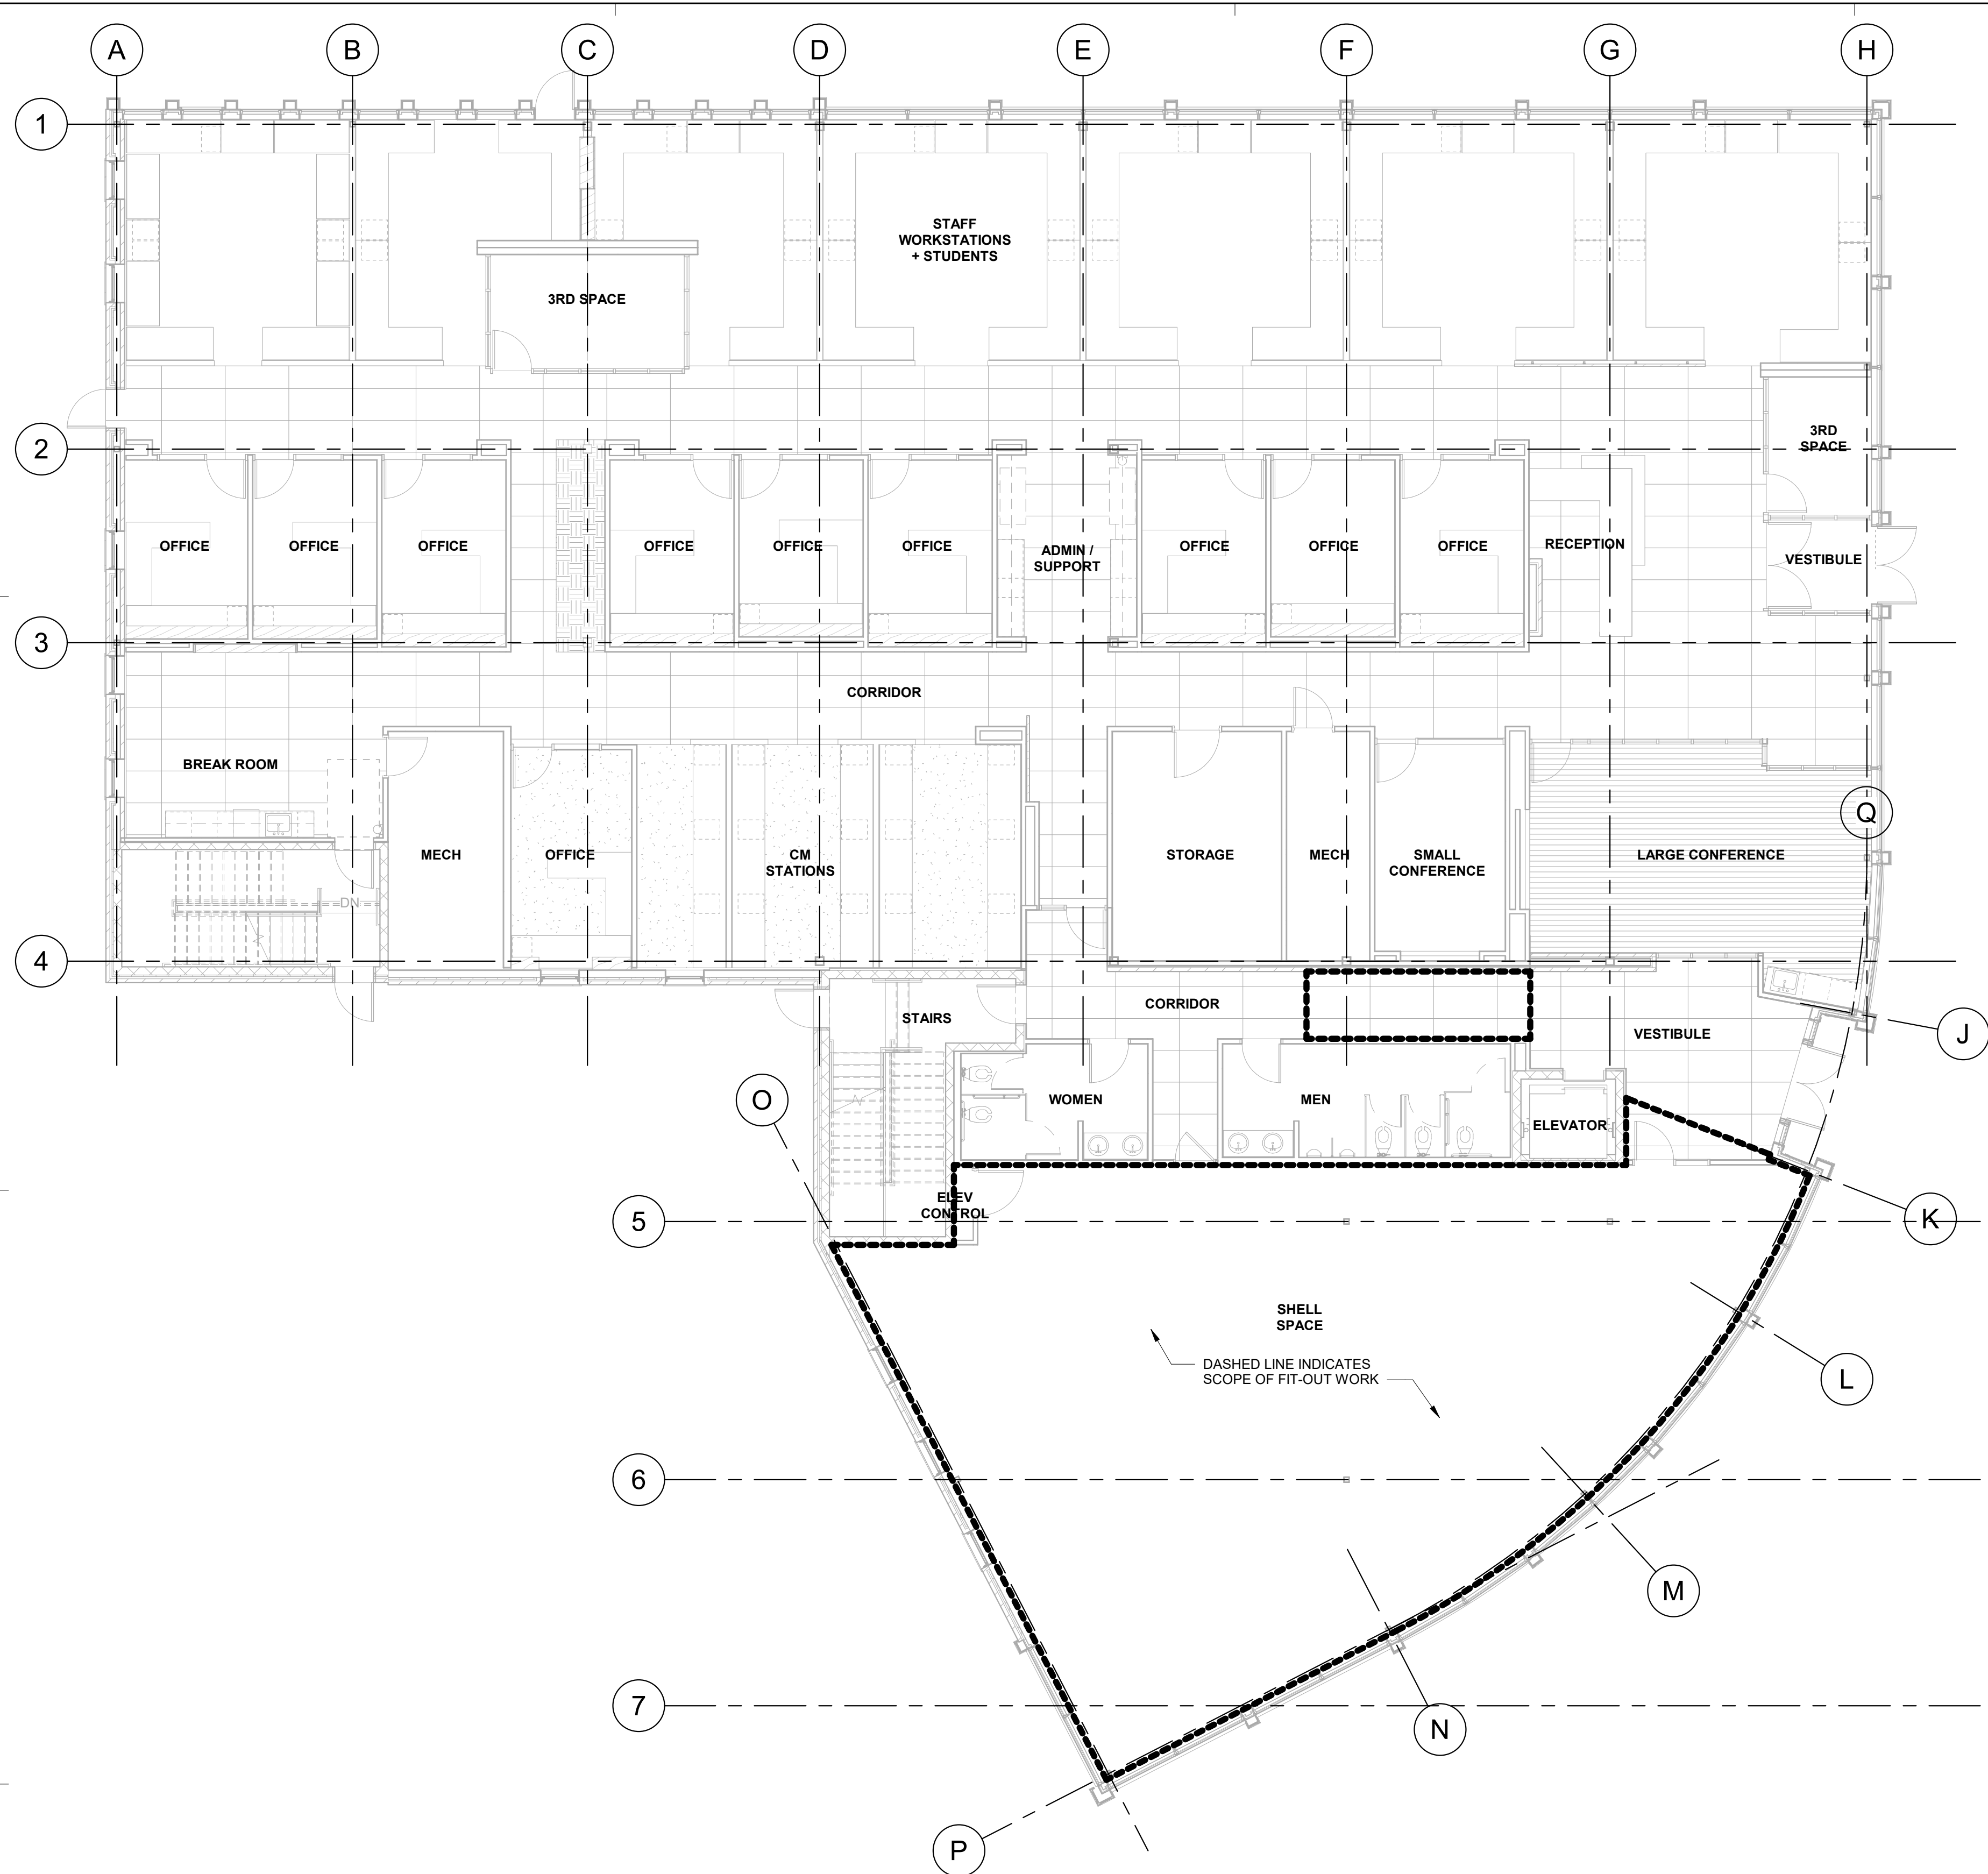 A B C D E F G H
1
STAFF
WORKSTATIONS
+ STUDENTS
3RD SPACE
2
3RD
SPACE
OFFICE OFFICE OFFICE OFFICE OFFICE OFFICE
ADMIN /
SUPPORT
OFFICE OFFICE OFFICE
RECEPTION
VESTIBULE
3
CORRIDOR
BREAK ROOM
Q
MECH
OFFICE
CM
STATIONS
STORAGE
MECH
SMALL
CONFERENCE
LARGE CONFERENCE
DN
4
CORRIDOR
STAIRS
VESTIBULE
J
O
WOMEN
MEN
ELEVATOR
ELEV
CONTROL
5
K
SHELL
SPACE
DASHED LINE INDICATES
SCOPE OF FIT-OUT WORK
L
6
M
7
N
P